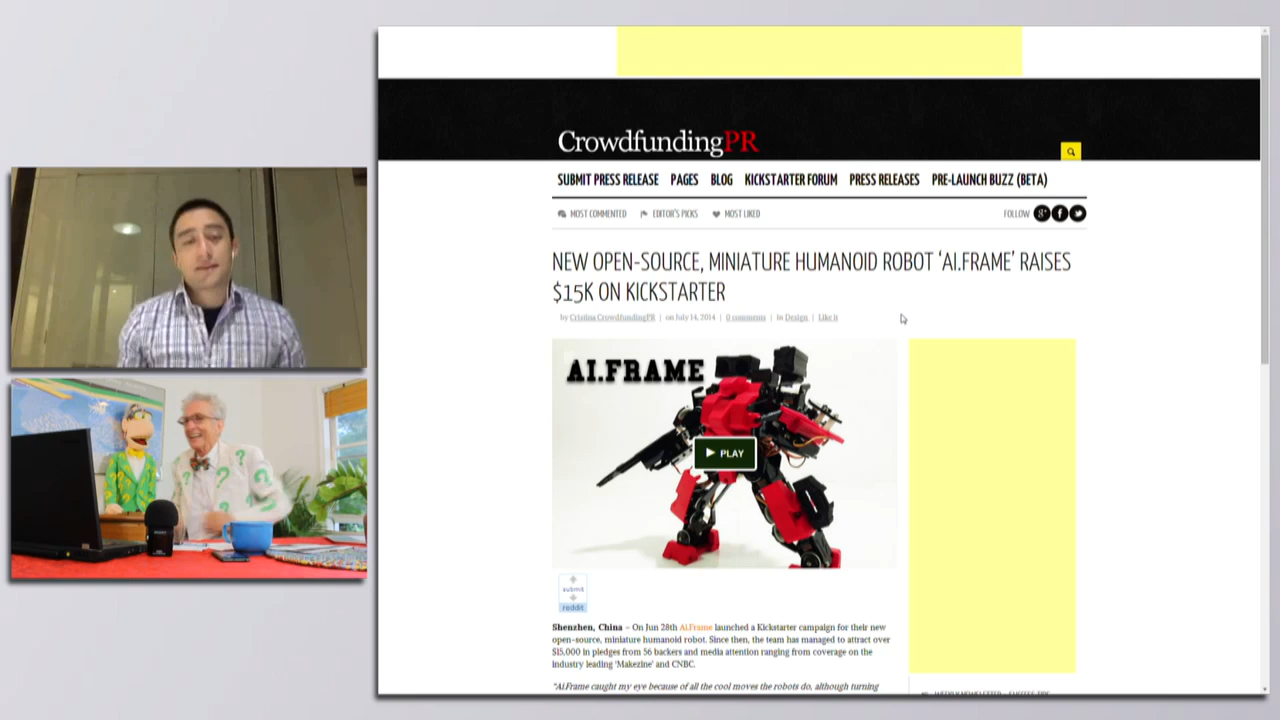 CrowdfundingPR
SUBMIT PRESS RELEASE PAGES BLOG KICKSTARTER FORUM PRESS RELEASES PRE-LAUNCH BUZZ (BETA)
MOST COMMENTED EDITOR'S PICKS MOST LIKED FOLLOW
NEW OPEN-SOURCE, MINIATURE HUMANOID ROBOT ‘AI.FRAME’ RAISES
$15K ON KICKSTARTER
by Cristina CrowdfundingPR | on July 14, 2014 | 0 comments | in Design | Like it
AI.FRAME
PLAY
submit
reddit
Shenzhen, China – On Jun 28th Ai.Frame launched a Kickstarter campaign for their new
open-source, miniature humanoid robot. Since then, the team has managed to attract over
$15,000 in pledges from 56 backers and media attention ranging from coverage on the
industry leading ‘Makezine’ and CNBC.
“Ai.Frame caught my eye because of all the cool moves the robots do, although turning